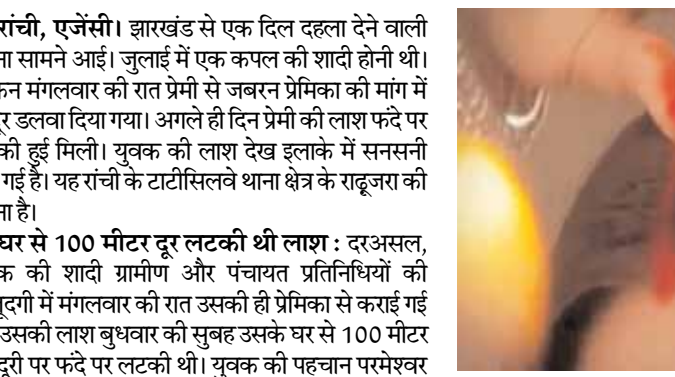 रांची, एजेंसी। झारखंड से एक दिल दहला देने वाली
ना सामने आई। जुलाई में एक कपल की शादी होनी थी।
कन मंगलवार की रात प्रेमी से जबरन प्रेमिका की मांग में
दूर डलवा दिया गया। अगले ही दिन प्रेमी की लाश फंदे पर
की हुई मिली। युवक की लाश देख इलाके में सनसनी
गई है। यह रांची के टाटीसिलवे थाना क्षेत्र के राढूजरा की
ना है।
घर से 100 मीटर दूर लटकी थी लाश : दरअसल,
क की शादी ग्रामीण और पंचायत प्रतिनिधियों की
जूदगी में मंगलवार की रात उसकी ही प्रेमिका से कराई गई
उसकी लाश बुधवार की सुबह उसके घर से 100 मीटर
दूरी पर फंदे पर लटकी थी। युवक की पहचान परमेश्वर